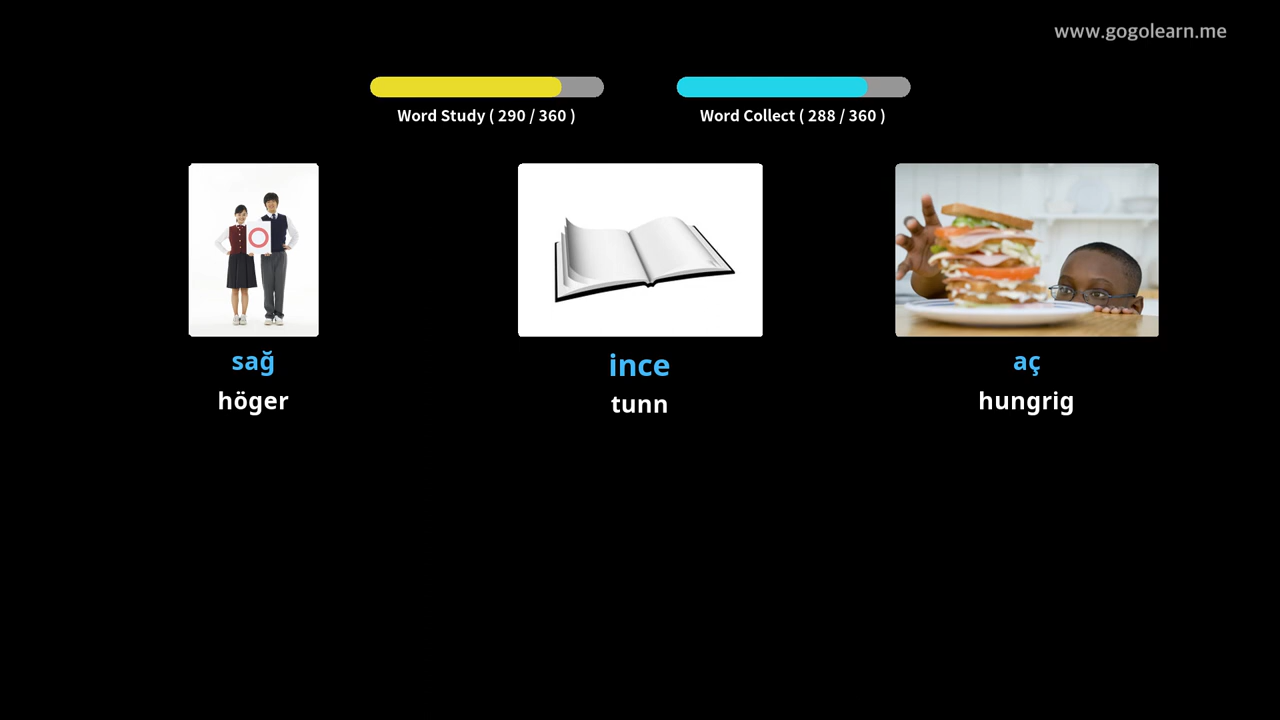 www.gogolearn.me
Word Study ( 290 / 360 )
Word Collect ( 288 / 360 )
sağ
höger
ince
tunn
aç
hungrig